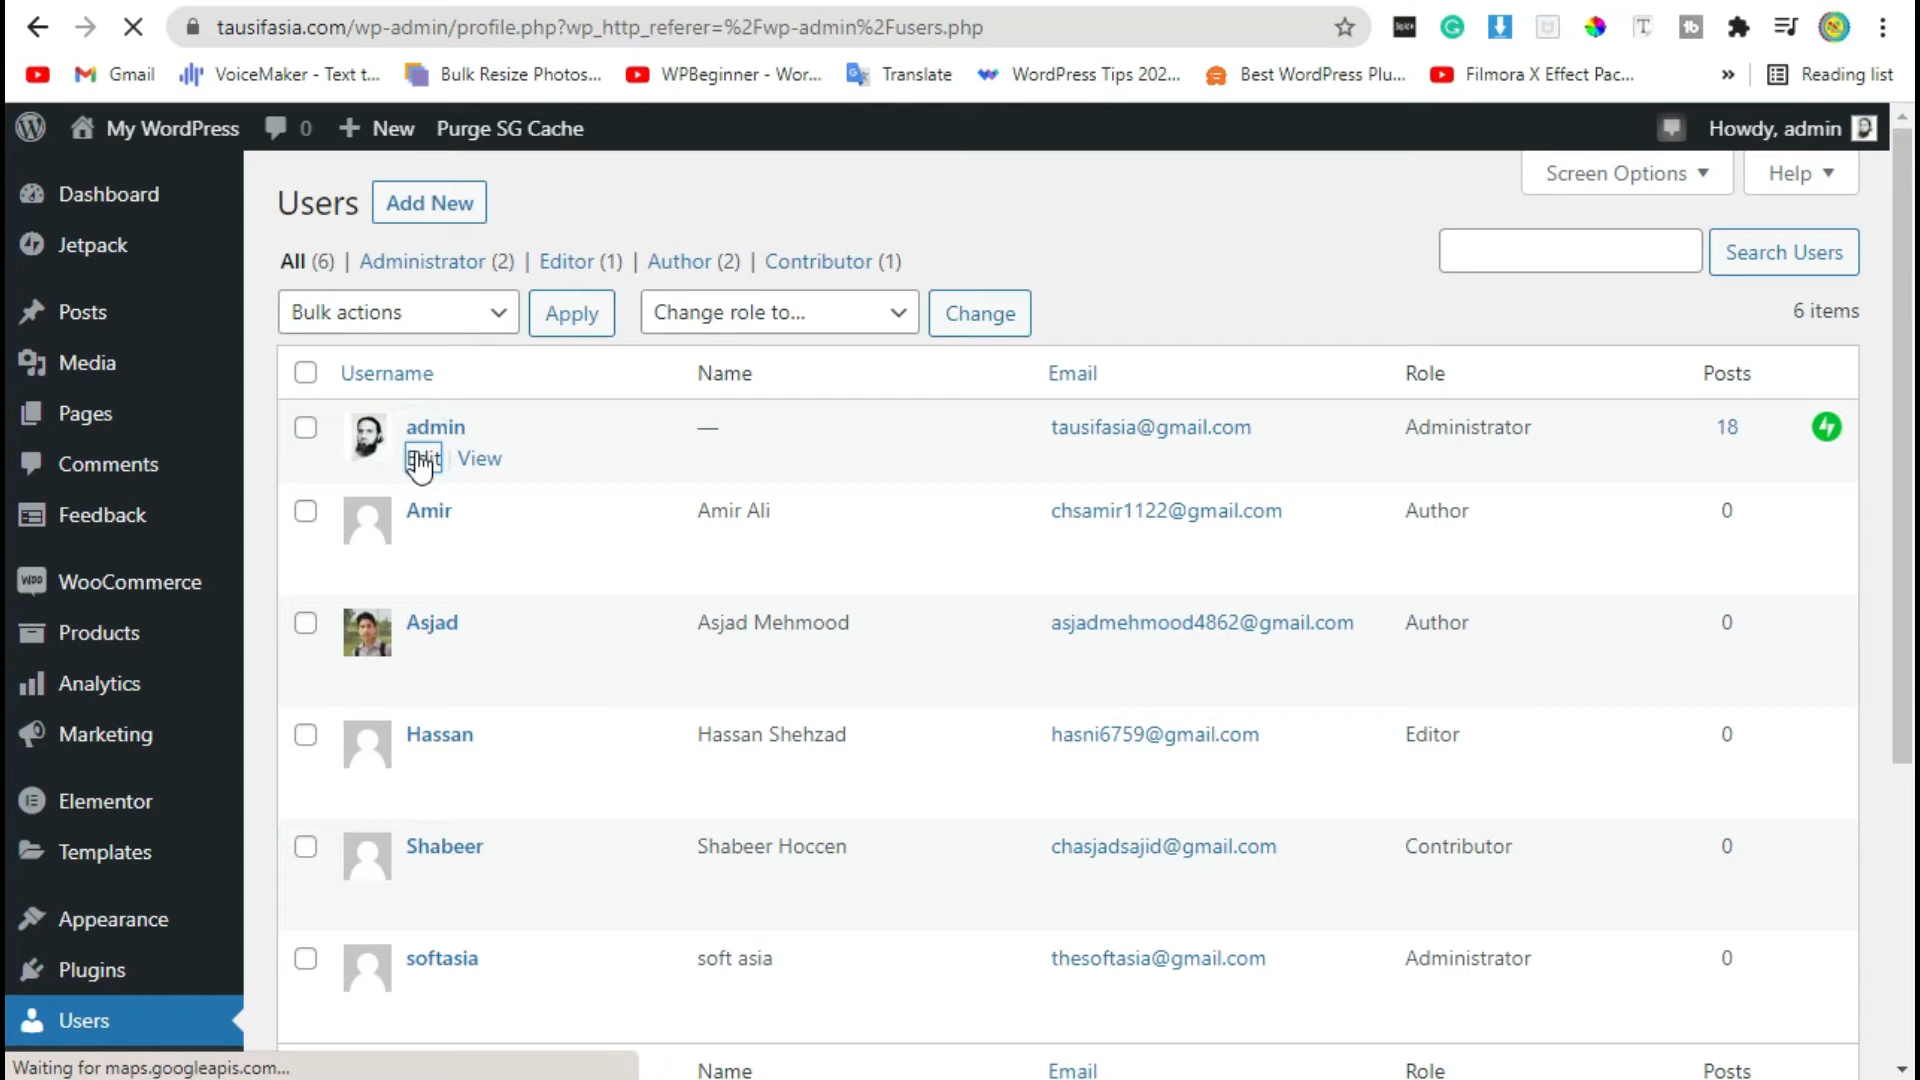 tausifasia.com/wp-admin/profile.php?wp_http_referer=%2Fwp-admin%2Fusers.php
Gmail VoiceMaker - Text t... Bulk Resize Photos... WPBeginner - Wor... Translate WordPress Tips 202... Best WordPress Plu... Filmora X Effect Pac... » Reading list
My WordPress 0 + New Purge SG Cache Howdy, admin
Screen Options ▼ Help ▼
Dashboard
Jetpack
Posts
Media
Pages
Comments
Feedback
WooCommerce
Products
Analytics
Marketing
Elementor
Templates
Appearance
Plugins
Users
Users Add New
All (6) | Administrator (2) | Editor (1) | Author (2) | Contributor (1)
Search Users
Bulk actions Apply Change role to... Change 6 items
Username Name Email Role Posts
admin — tausifasia@gmail.com Administrator 18
Edit | View
Amir Amir Ali chsamir1122@gmail.com Author 0
Asjad Asjad Mehmood asjadmehmood4862@gmail.com Author 0
Hassan Hassan Shehzad hasni6759@gmail.com Editor 0
Shabeer Shabeer Hoccen chasjadsajid@gmail.com Contributor 0
softasia soft asia thesoftasia@gmail.com Administrator 0
Name Email Role Posts
Waiting for maps.googleapis.com...